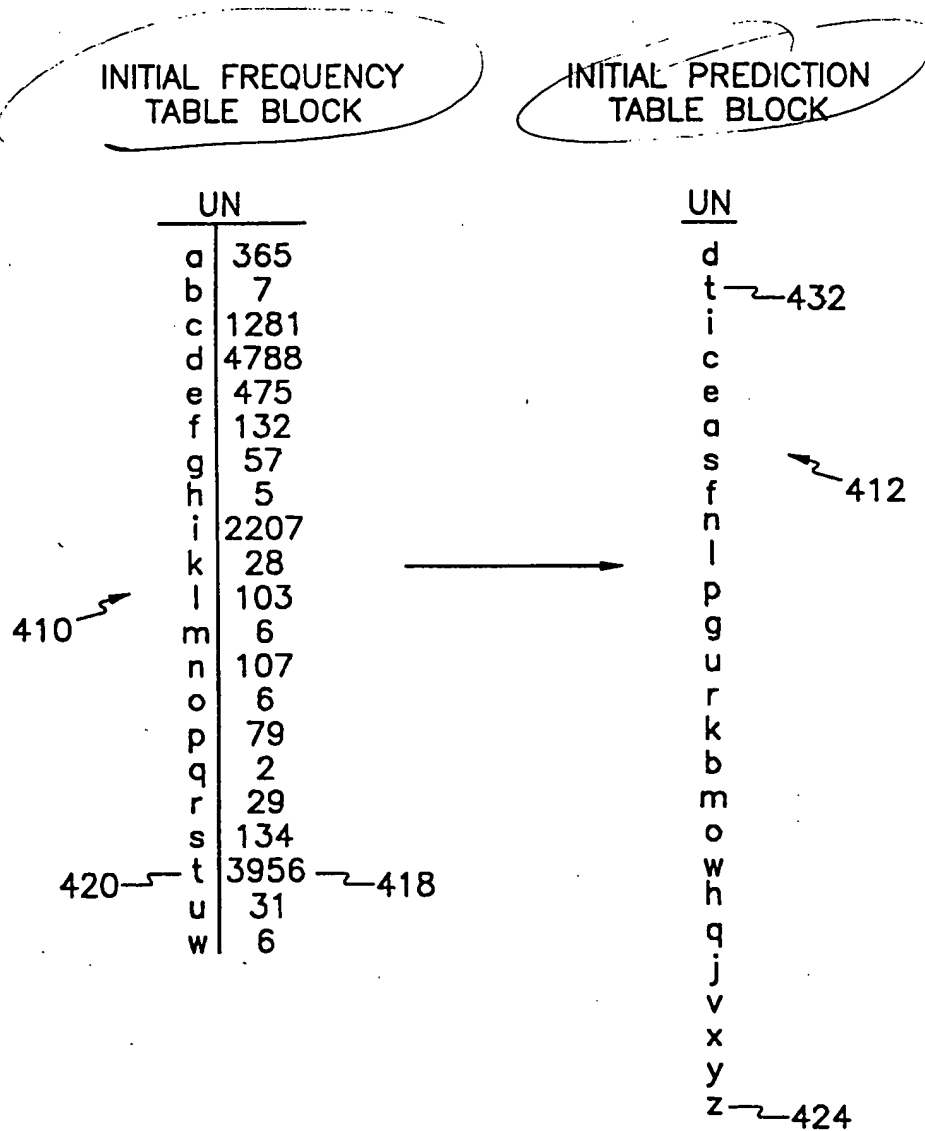 INITIAL FREQUENCY
TABLE BLOCK
INITIAL PREDICTION
TABLE BLOCK
UN
a 365
b 7
c 1281
d 4788
e 475
f 132
g 57
h 5
i 2207
k 28
l 103
410
m 6
n 107
o 6
p 79
q 2
r 29
s 134
420 t 3956 418
u 31
w 6
UN
d
t 432
i
c
e
a
s
412
f
n
l
p
g
u
r
k
b
m
o
w
h
q
j
v
x
y
z 424